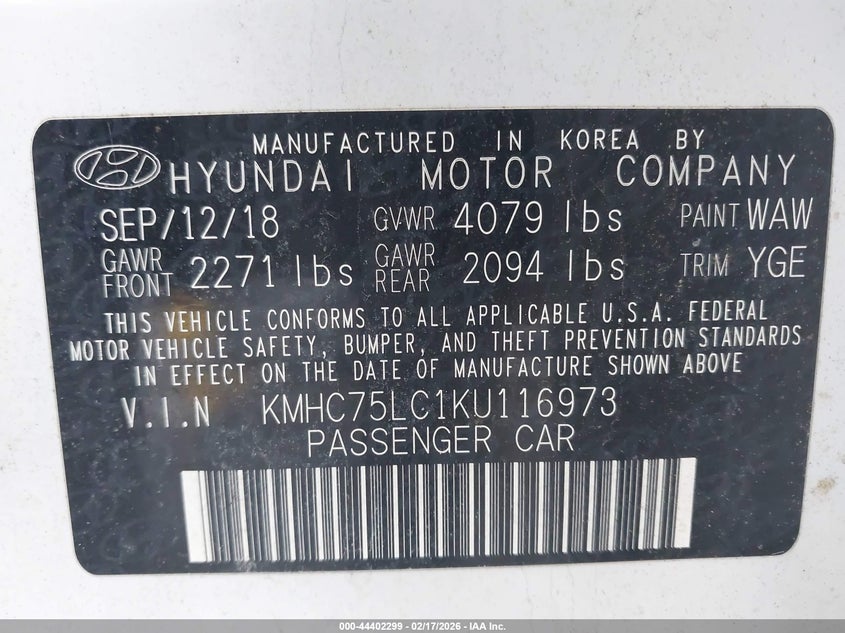 MANUFACTURED IN KOREA BY
HYUNDAI MOTOR COMPANY
SEP/12/18 GVWR 4079 lbs PAINT WAW
GAWR FRONT 2271 lbs GAWR REAR 2094 lbs TRIM YGE
THIS VEHICLE CONFORMS TO ALL APPLICABLE U.S.A. FEDERAL
MOTOR VEHICLE SAFETY, BUMPER, AND THEFT PREVENTION STANDARDS
IN EFFECT ON THE DATE OF MANUFACTURE SHOWN ABOVE
V.I.N KMHC75LC1KU116973
PASSENGER CAR
000-44402299 | 02/17/2026 - IAA Inc.